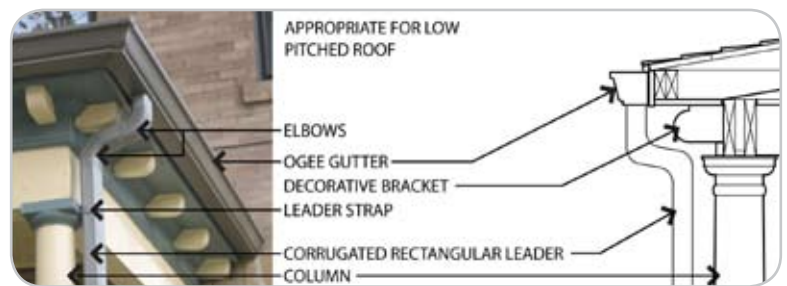 APPROPRIATE FOR LOW
PITCHED ROOF
ELBOWS
OGEE GUTTER
DECORATIVE BRACKET
LEADER STRAP
CORRUGATED RECTANGULAR LEADER
COLUMN